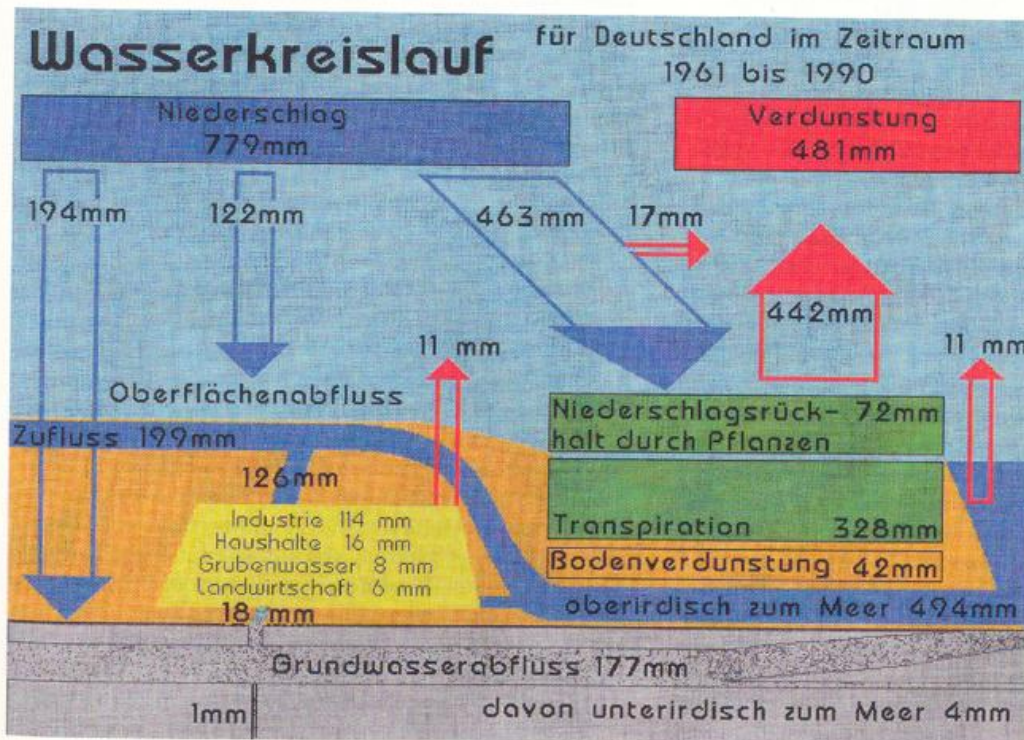 Wasserkreislauf
für Deutschland im Zeitraum
1961 bis 1990
Niederschlag
779mm
Verdunstung
481mm
194mm
122mm
463mm
17mm
442mm
11 mm
11 mm
Oberflächenabfluss
Zufluss 199mm
126mm
Industrie 114 mm
Haushalte 16 mm
Grubenwasser 8 mm
Landwirtschaft 6 mm
18 mm
Niederschlagsrück- 72mm
halt durch Pflanzen
Transpiration 328mm
Bodenverdunstung 42mm
oberirdisch zum Meer 494mm
Grundwasserabfluss 177mm
1mm
davon unterirdisch zum Meer 4mm